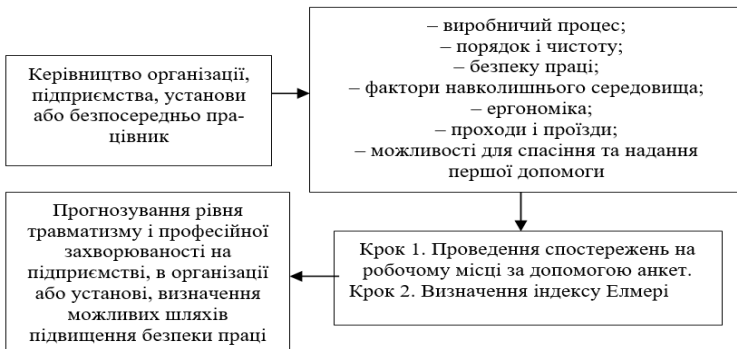 Керівництво організації,
підприємства, установи
або безпосередньо пра-
цівник
– виробничий процес;
– порядок і чистоту;
– безпеку праці;
– фактори навколишнього середовища;
– ергономіка;
– проходи і проїзди;
– можливості для спасіння та надання
першої допомоги
Крок 1. Проведення спостережень на
робочому місці за допомогою анкет.
Крок 2. Визначення індексу Елмері
Прогнозування рівня
травматизму і професійної
захворюваності на
підприємстві, в організації
або установі, визначення
можливих шляхів
підвищення безпеки праці